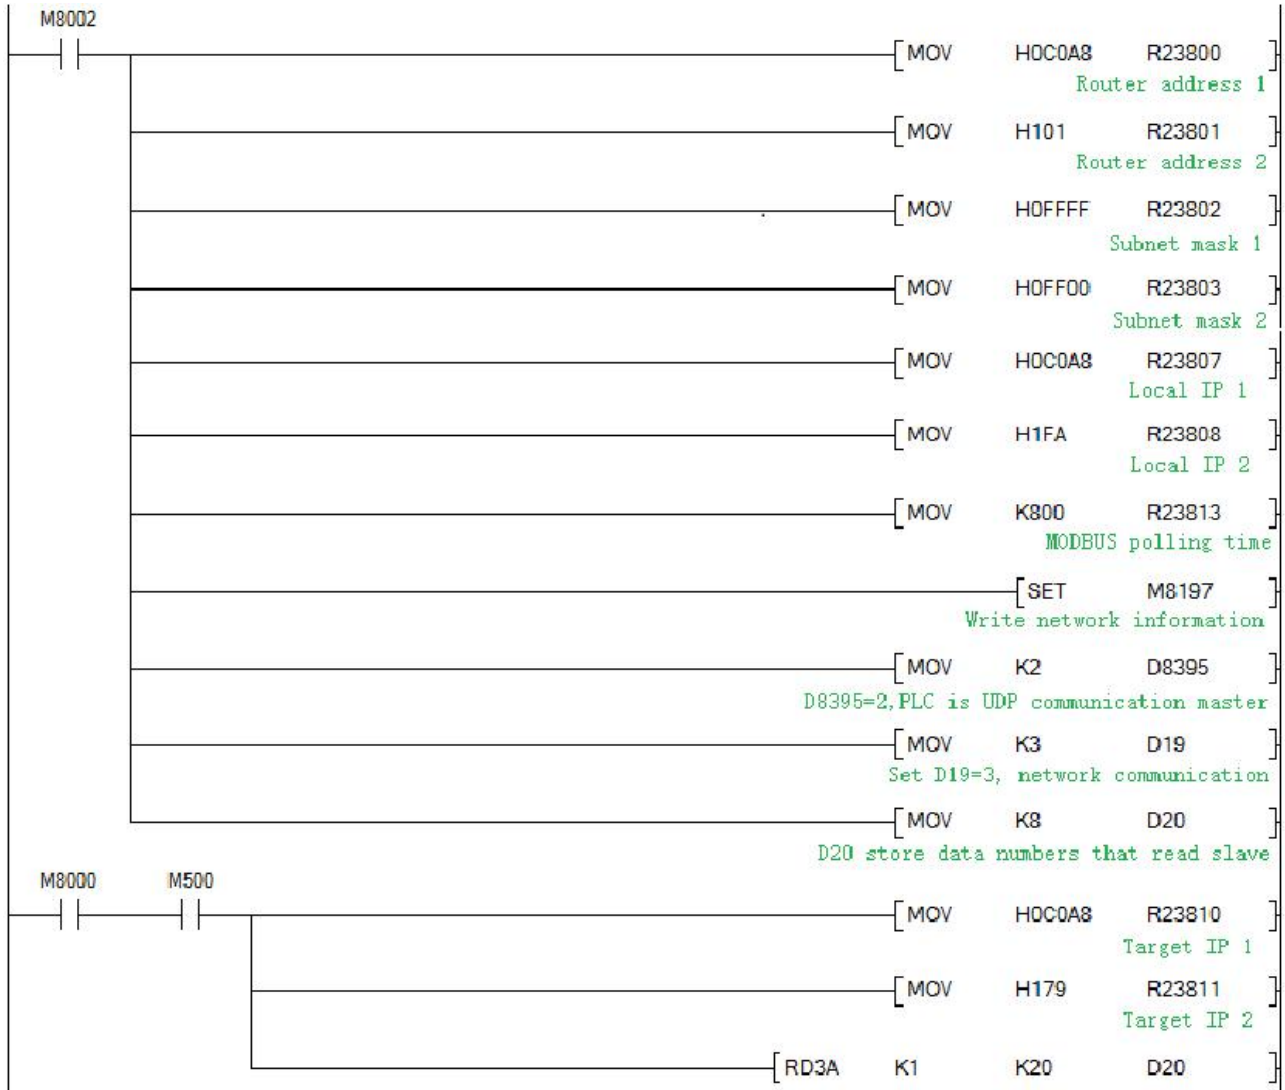 M8002
MOV H0C0A8 R23800
Router address 1
MOV H101 R23801
Router address 2
MOV H0FFFF R23802
Subnet mask 1
MOV H0FF00 R23803
Subnet mask 2
MOV H0C0A8 R23807
Local IP 1
MOV H1FA R23808
Local IP 2
MOV K800 R23813
MODBUS polling time
SET M8197
Write network information
MOV K2 D8395
D8395=2,PLC is UDP communication master
MOV K3 D19
Set D19=3, network communication
MOV K8 D20
D20 store data numbers that read slave
M8000 M500
MOV H0C0A8 R23810
Target IP 1
MOV H179 R23811
Target IP 2
RD3A K1 K20 D20